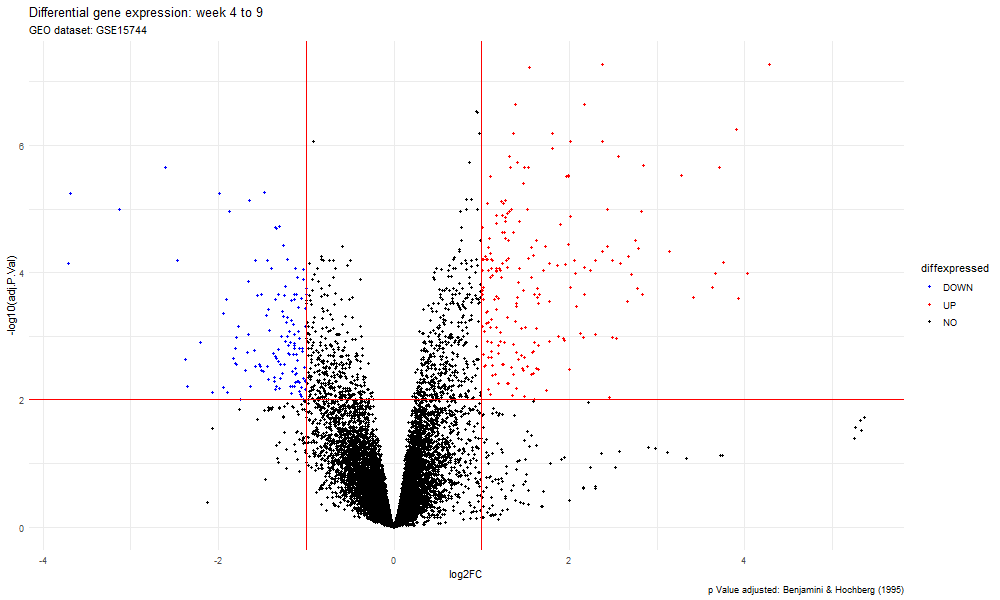 Differential gene expression: week 4 to 9
GEO dataset: GSE15744
-log10(adj.P.Val)
6
4
2
0
-4
-2
0
2
4
log2FC
diffexpressed
DOWN
UP
NO
p Value adjusted: Benjamini & Hochberg (1995)